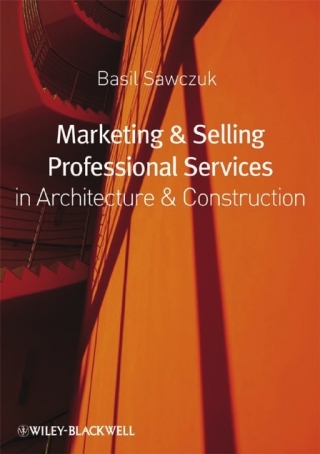 Basil Sawczuk
Marketing & Selling
Professional Services
in Architecture & Construction
WILEY-BLACKWELL